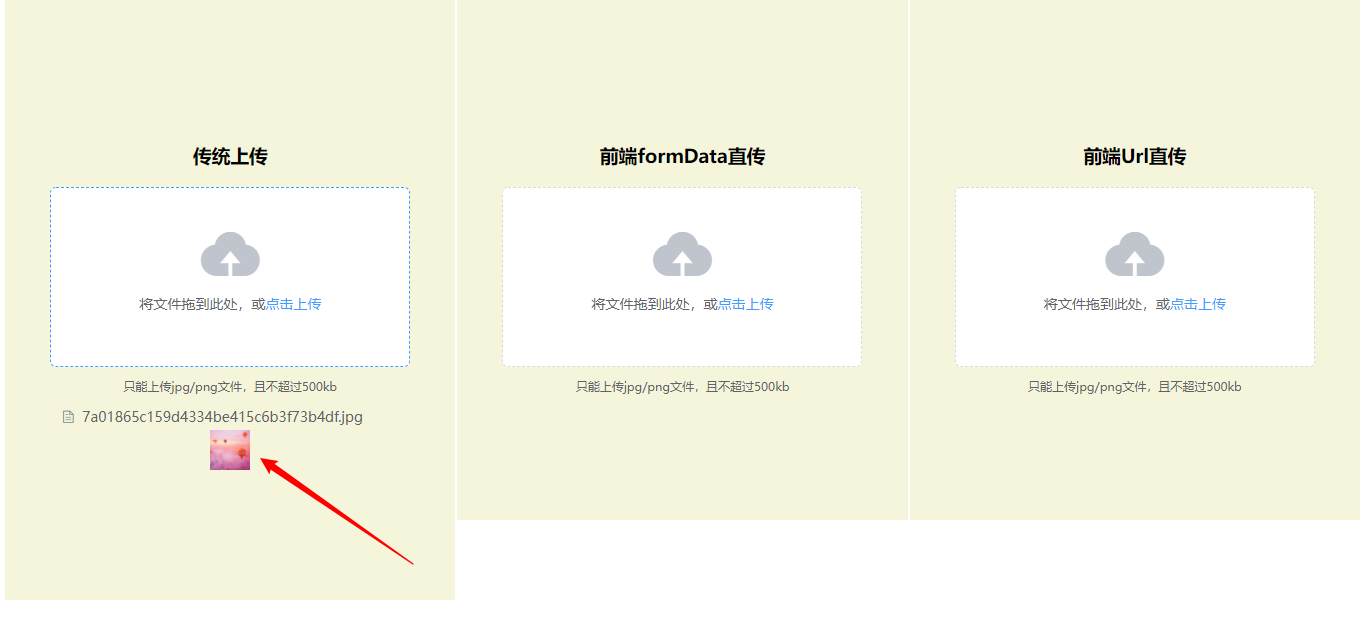 传统上传
将文件拖到此处，或点击上传
只能上传jpg/png文件，且不超过500kb
7a01865c159d4334be415c6b3f73b4df.jpg
前端formData直传
将文件拖到此处，或点击上传
只能上传jpg/png文件，且不超过500kb
前端Url直传
将文件拖到此处，或点击上传
只能上传jpg/png文件，且不超过500kb